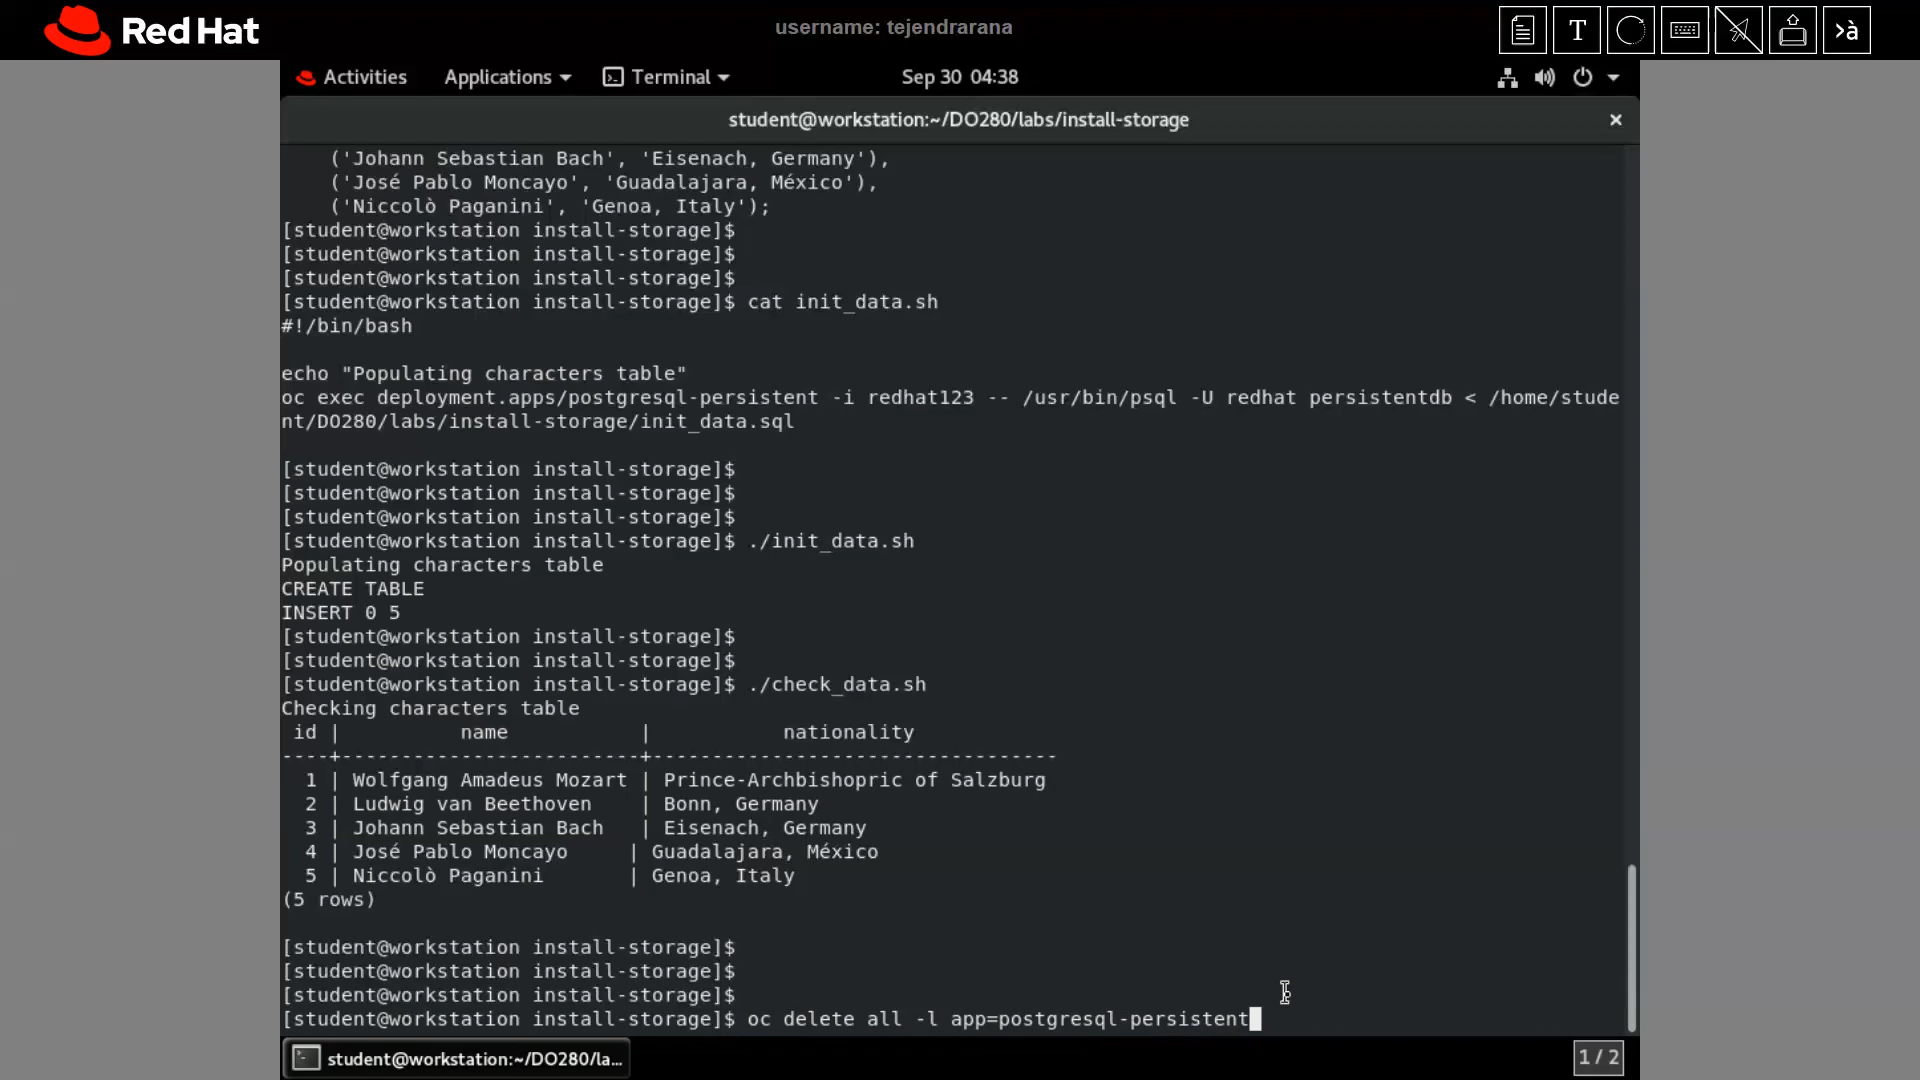 Red Hat
username: tejendrarana
T
>à
Activities Applications Terminal Sep 30 04:38
student@workstation:~/DO280/labs/install-storage ×
('Johann Sebastian Bach', 'Eisenach, Germany'),
('José Pablo Moncayo', 'Guadalajara, México'),
('Niccolò Paganini', 'Genoa, Italy');
[student@workstation install-storage]$
[student@workstation install-storage]$
[student@workstation install-storage]$
[student@workstation install-storage]$ cat init_data.sh
#!/bin/bash
echo "Populating characters table"
oc exec deployment.apps/postgresql-persistent -i redhat123 -- /usr/bin/psql -U redhat persistentdb < /home/stude
nt/DO280/labs/install-storage/init_data.sql
[student@workstation install-storage]$
[student@workstation install-storage]$
[student@workstation install-storage]$
[student@workstation install-storage]$ ./init_data.sh
Populating characters table
CREATE TABLE
INSERT 0 5
[student@workstation install-storage]$
[student@workstation install-storage]$
[student@workstation install-storage]$ ./check_data.sh
Checking characters table
 id |          name           |           nationality
----+-------------------------+----------------------------------
  1 | Wolfgang Amadeus Mozart | Prince-Archbishopric of Salzburg
  2 | Ludwig van Beethoven    | Bonn, Germany
  3 | Johann Sebastian Bach   | Eisenach, Germany
  4 | José Pablo Moncayo     | Guadalajara, México
  5 | Niccolò Paganini       | Genoa, Italy
(5 rows)
[student@workstation install-storage]$
[student@workstation install-storage]$
[student@workstation install-storage]$
[student@workstation install-storage]$ oc delete all -l app=postgresql-persistent
student@workstation:~/DO280/la...
1 / 2